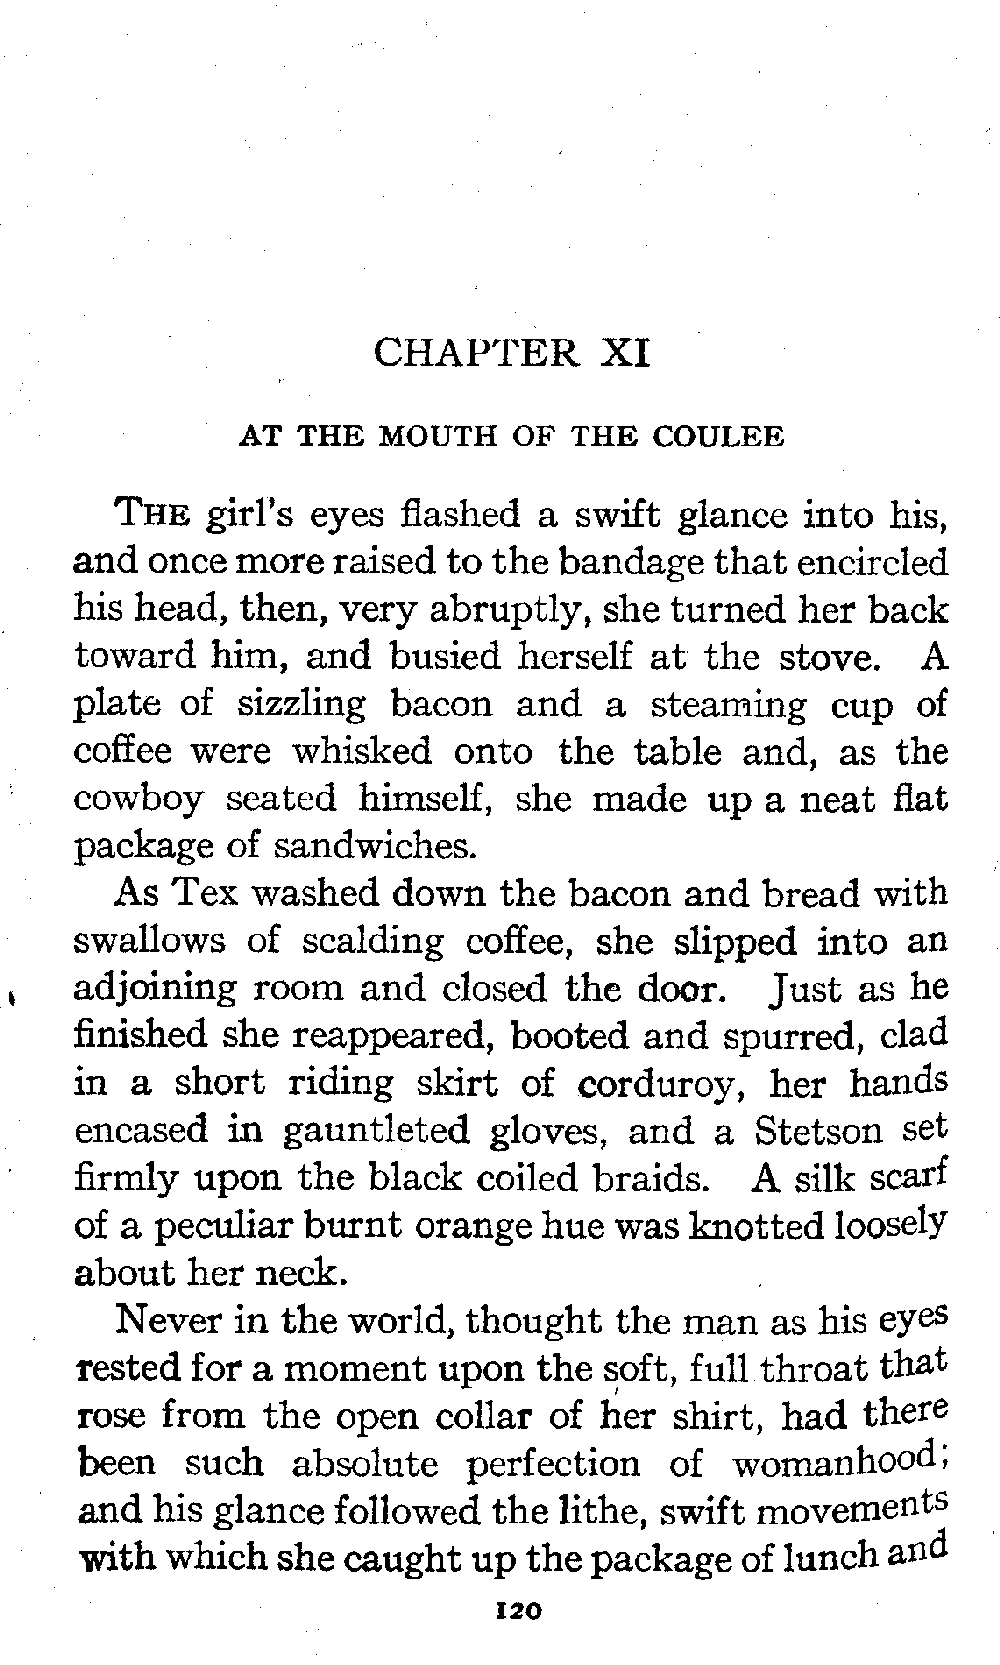 CHAPTER XI
AT THE MOUTH OF THE COULEE
THE girl's eyes flashed a swift glance into his,
and once more raised to the bandage that encircled
his head, then, very abruptly, she turned her back
toward him, and busied herself at the stove. A
plate of sizzling bacon and a steaming cup of
coffee were whisked onto the table and, as the
cowboy seated himself, she made up a neat flat
package of sandwiches.
As Tex washed down the bacon and bread with
swallows of scalding coffee, she slipped into an
adjoining room and closed the door. Just as he
finished she reappeared, booted and spurred, clad
in a short riding skirt of corduroy, her hands
encased in gauntleted gloves, and a Stetson set
firmly upon the black coiled braids. A silk scarf
of a peculiar burnt orange hue was knotted loosely
about her neck.
Never in the world, thought the man as his eyes
rested for a moment upon the soft, full throat that
rose from the open collar of her shirt, had there
been such absolute perfection of womanhood;
and his glance followed the lithe, swift movements
with which she caught up the package of lunch and
120